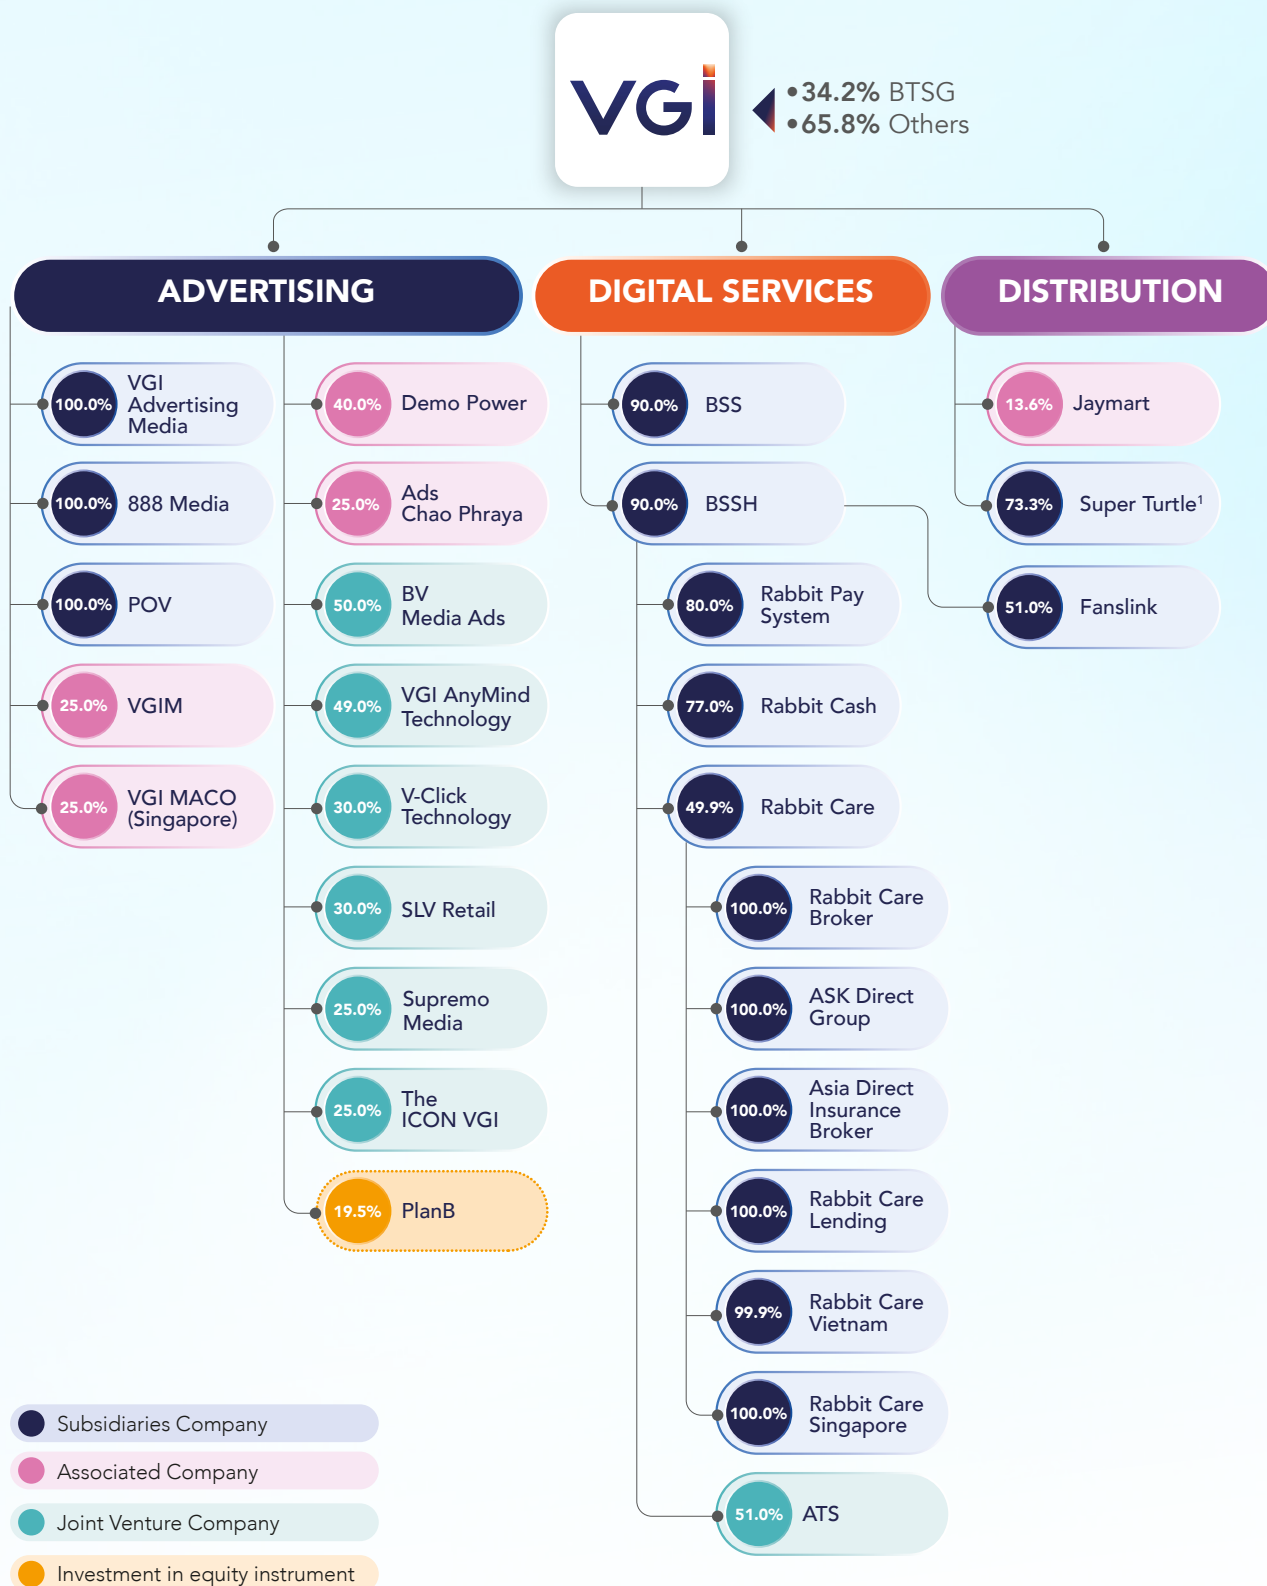 VGI
•34.2% BTSG
•65.8% Others
ADVERTISING
100.0%
VGI
Advertising
Media
100.0%
888 Media
100.0%
POV
25.0%
VGIM
25.0%
VGI MACO
(Singapore)
40.0%
Demo Power
25.0%
Ads
Chao Phraya
50.0%
BV
Media Ads
49.0%
VGI AnyMind
Technology
30.0%
V-Click
Technology
30.0%
SLV Retail
25.0%
Supremo
Media
25.0%
The
ICON VGI
19.5%
PlanB
DIGITAL SERVICES
90.0%
BSS
90.0%
BSSH
80.0%
Rabbit Pay
System
77.0%
Rabbit Cash
49.9%
Rabbit Care
100.0%
Rabbit Care
Broker
100.0%
ASK Direct
Group
100.0%
Asia Direct
Insurance
Broker
100.0%
Rabbit Care
Lending
99.9%
Rabbit Care
Vietnam
100.0%
Rabbit Care
Singapore
51.0%
ATS
DISTRIBUTION
13.6%
Jaymart
73.3%
Super Turtle¹
51.0%
Fanslink
Subsidiaries Company
Associated Company
Joint Venture Company
Investment in equity instrument